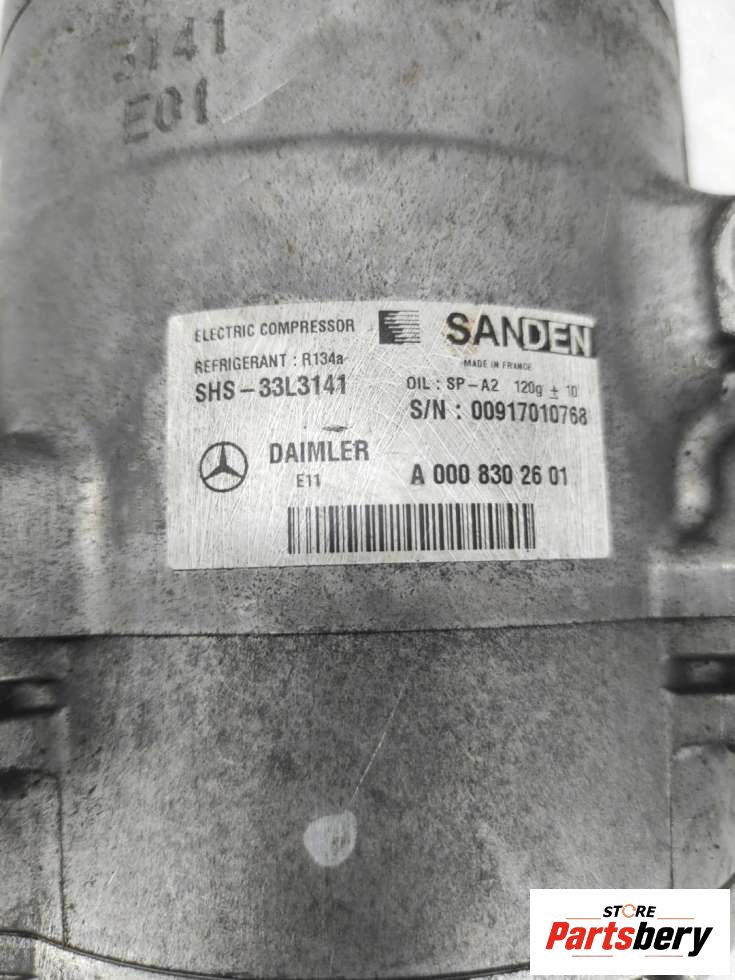 3141
E01
ELECTRIC COMPRESSOR
SANDEN
REFRIGERANT : R134a
MADE IN FRANCE
SHS-33L3141
OIL : SP-A2 120g ± 10
S/N : 00917010768
DAIMLER
E11
A 000 830 26 01
STORE
Partsbery